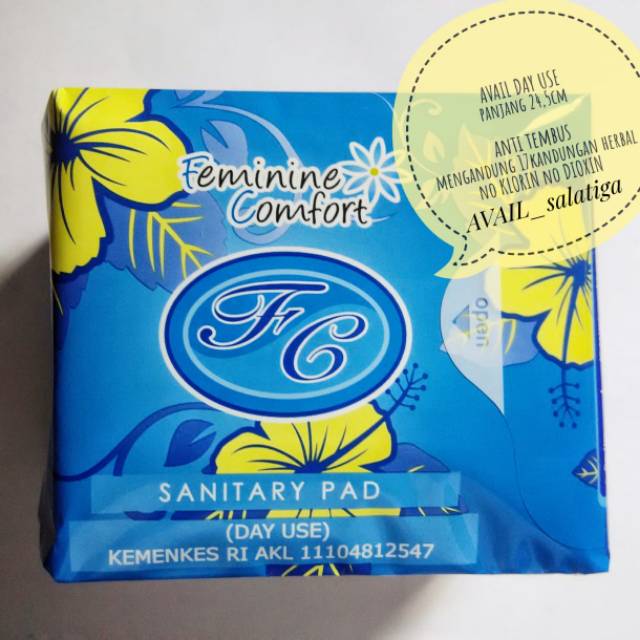 AVAIL DAY USE
PANJANG 24,5CM
ANTI TEMBUS
MENGANDUNG 17KANDUNGAN HERBAL
NO KLORIN NO DIOXIN
AVAIL_salatiga
Feminine
Comfort
FC
open
SANITARY PAD
(DAY USE)
KEMENKES RI AKL 11104812547